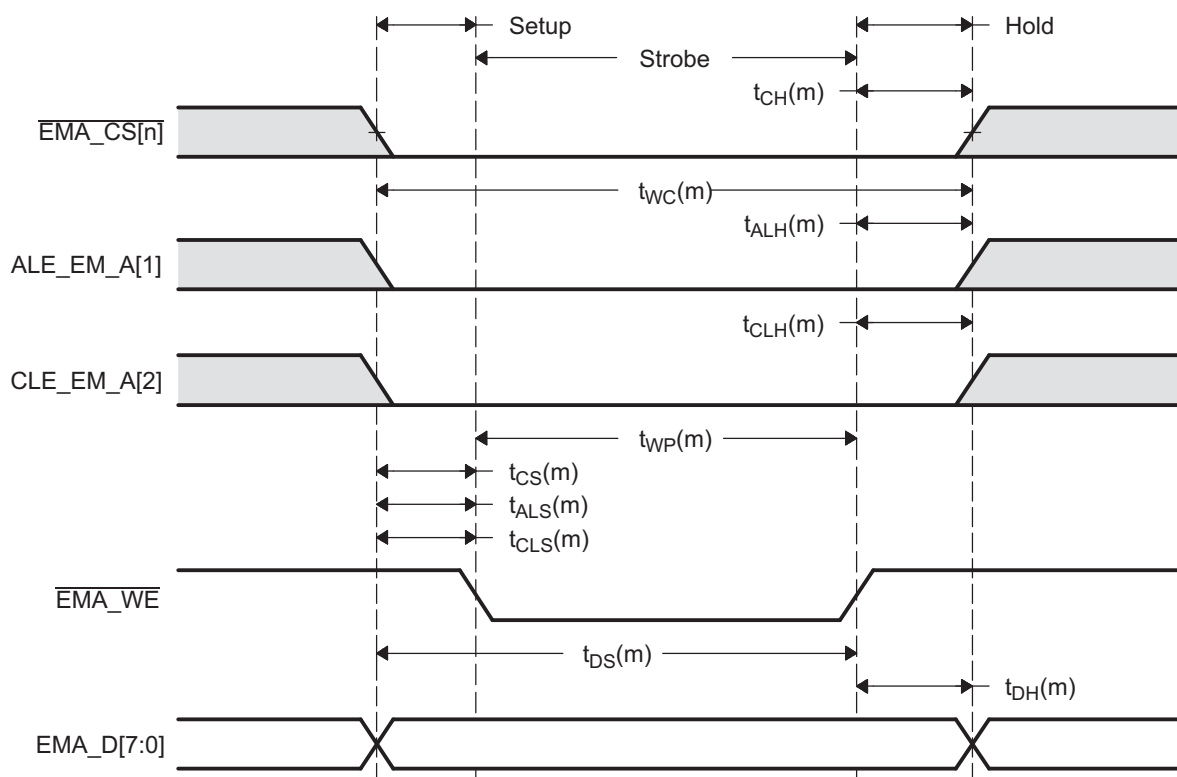 Setup
Hold
Strobe
tCH(m)
EMA_CS[n]
tWC(m)
tALH(m)
ALE_EM_A[1]
tCLH(m)
CLE_EM_A[2]
tWP(m)
tCS(m)
tALS(m)
tCLS(m)
EMA_WE
tDS(m)
tDH(m)
EMA_D[7:0]